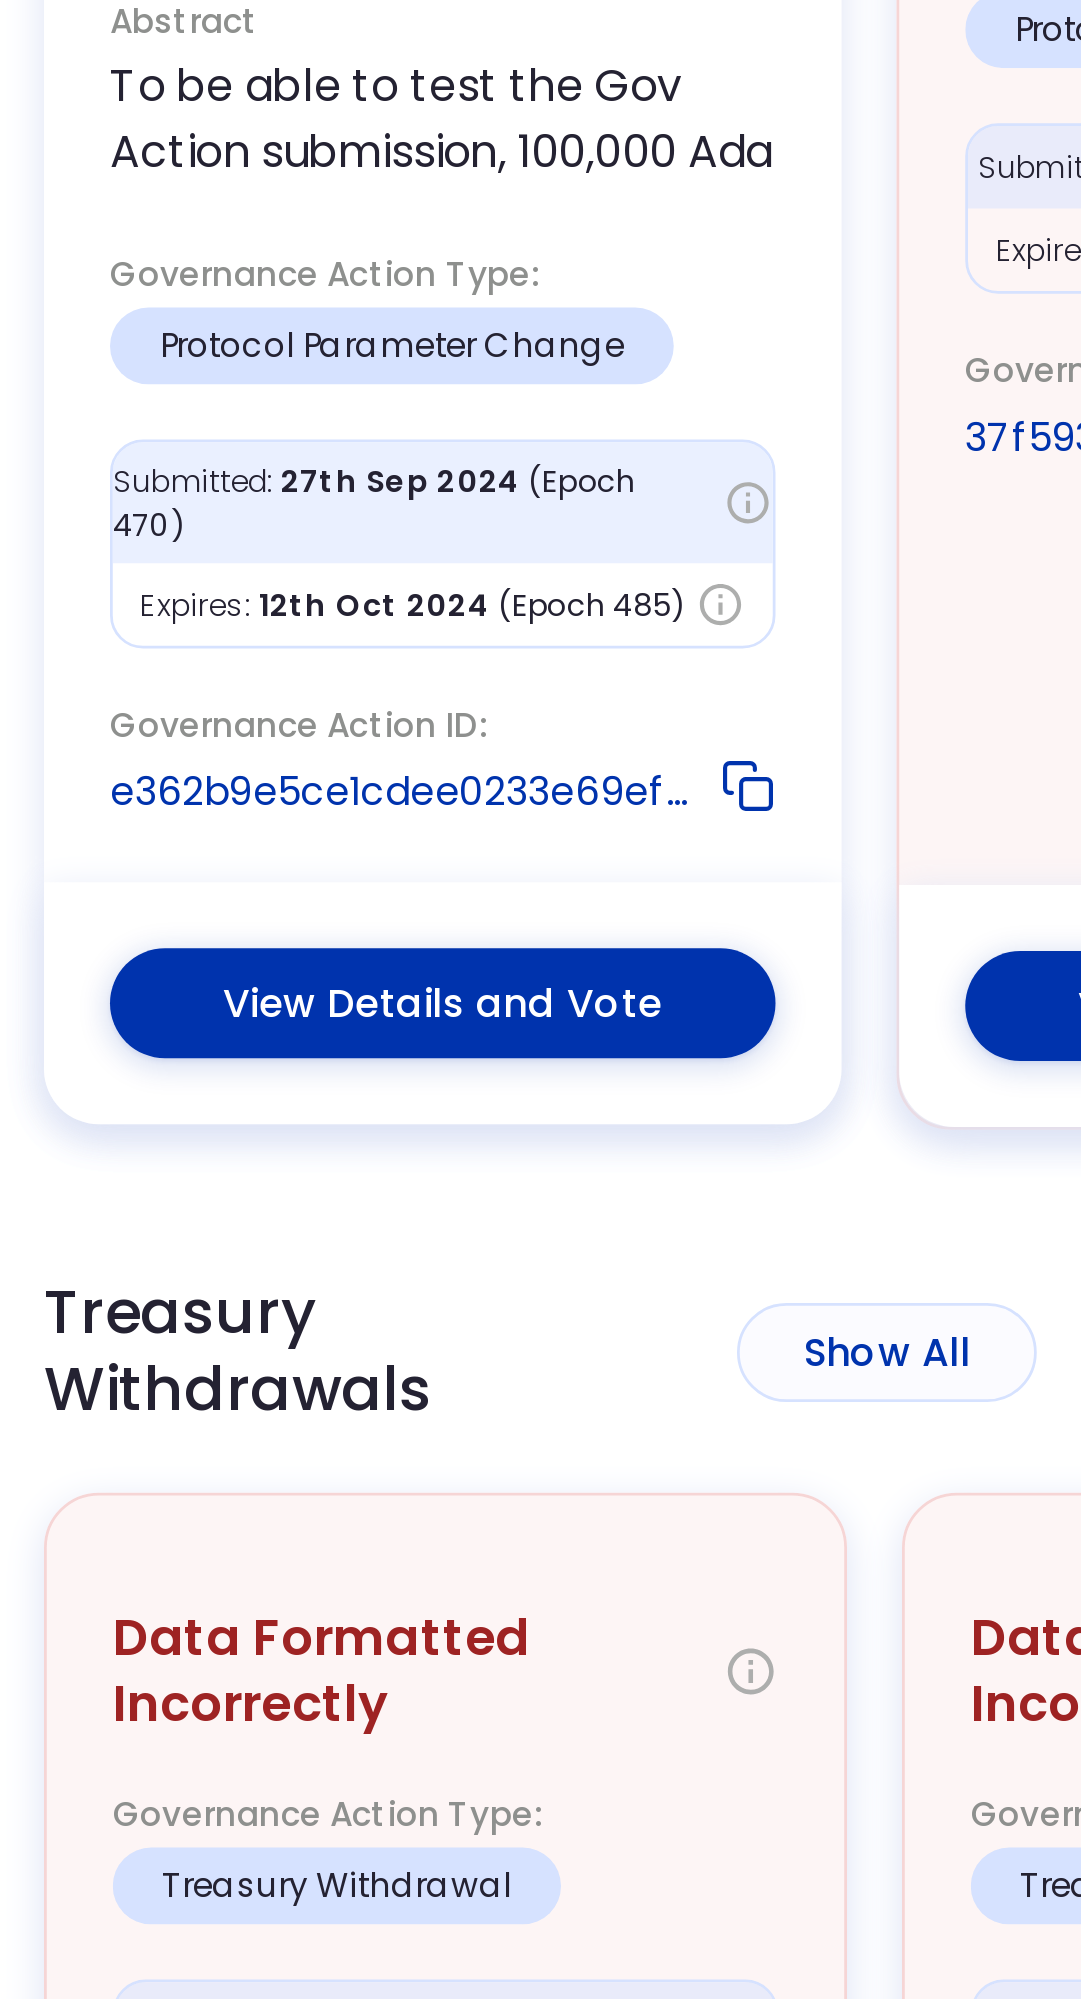 Abstract
To be able to test the Gov
Action submission, 100,000 Ada
Governance Action Type:
Protocol Parameter Change
Submitted: 27th Sep 2024 (Epoch
470)
Expires: 12th Oct 2024 (Epoch 485)
Governance Action ID:
e362b9e5ce1cdee0233e69ef...
View Details and Vote
Submit
Expire
Govern
37f593
Treasury
Withdrawals
Show All
Data Formatted
Incorrectly
Governance Action Type:
Treasury Withdrawal
Data
Inco
Govern